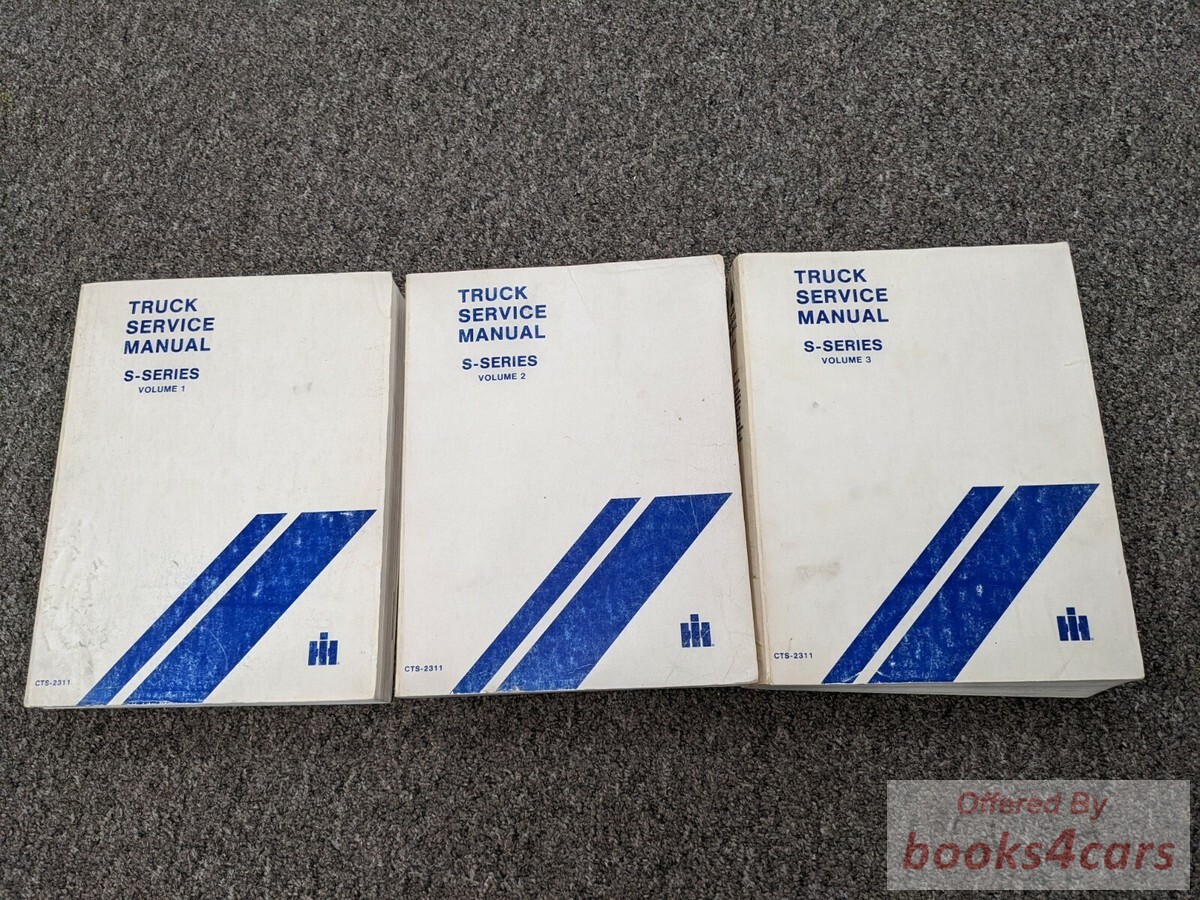 TRUCK
SERVICE
MANUAL
S-SERIES
VOLUME 1
CTS-2311
TRUCK
SERVICE
MANUAL
S-SERIES
VOLUME 2
CTS-2311
TRUCK
SERVICE
MANUAL
S-SERIES
VOLUME 3
CTS-2311
Offered By
books4cars